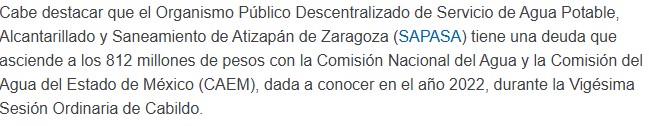 Cabe destacar que el Organismo Público Descentralizado de Servicio de Agua Potable,
Alcantarillado y Saneamiento de Atizapán de Zaragoza (SAPASA) tiene una deuda que
asciende a los 812 millones de pesos con la Comisión Nacional del Agua y la Comisión del
Agua del Estado de México (CAEM), dada a conocer en el año 2022, durante la Vigésima
Sesión Ordinaria de Cabildo.